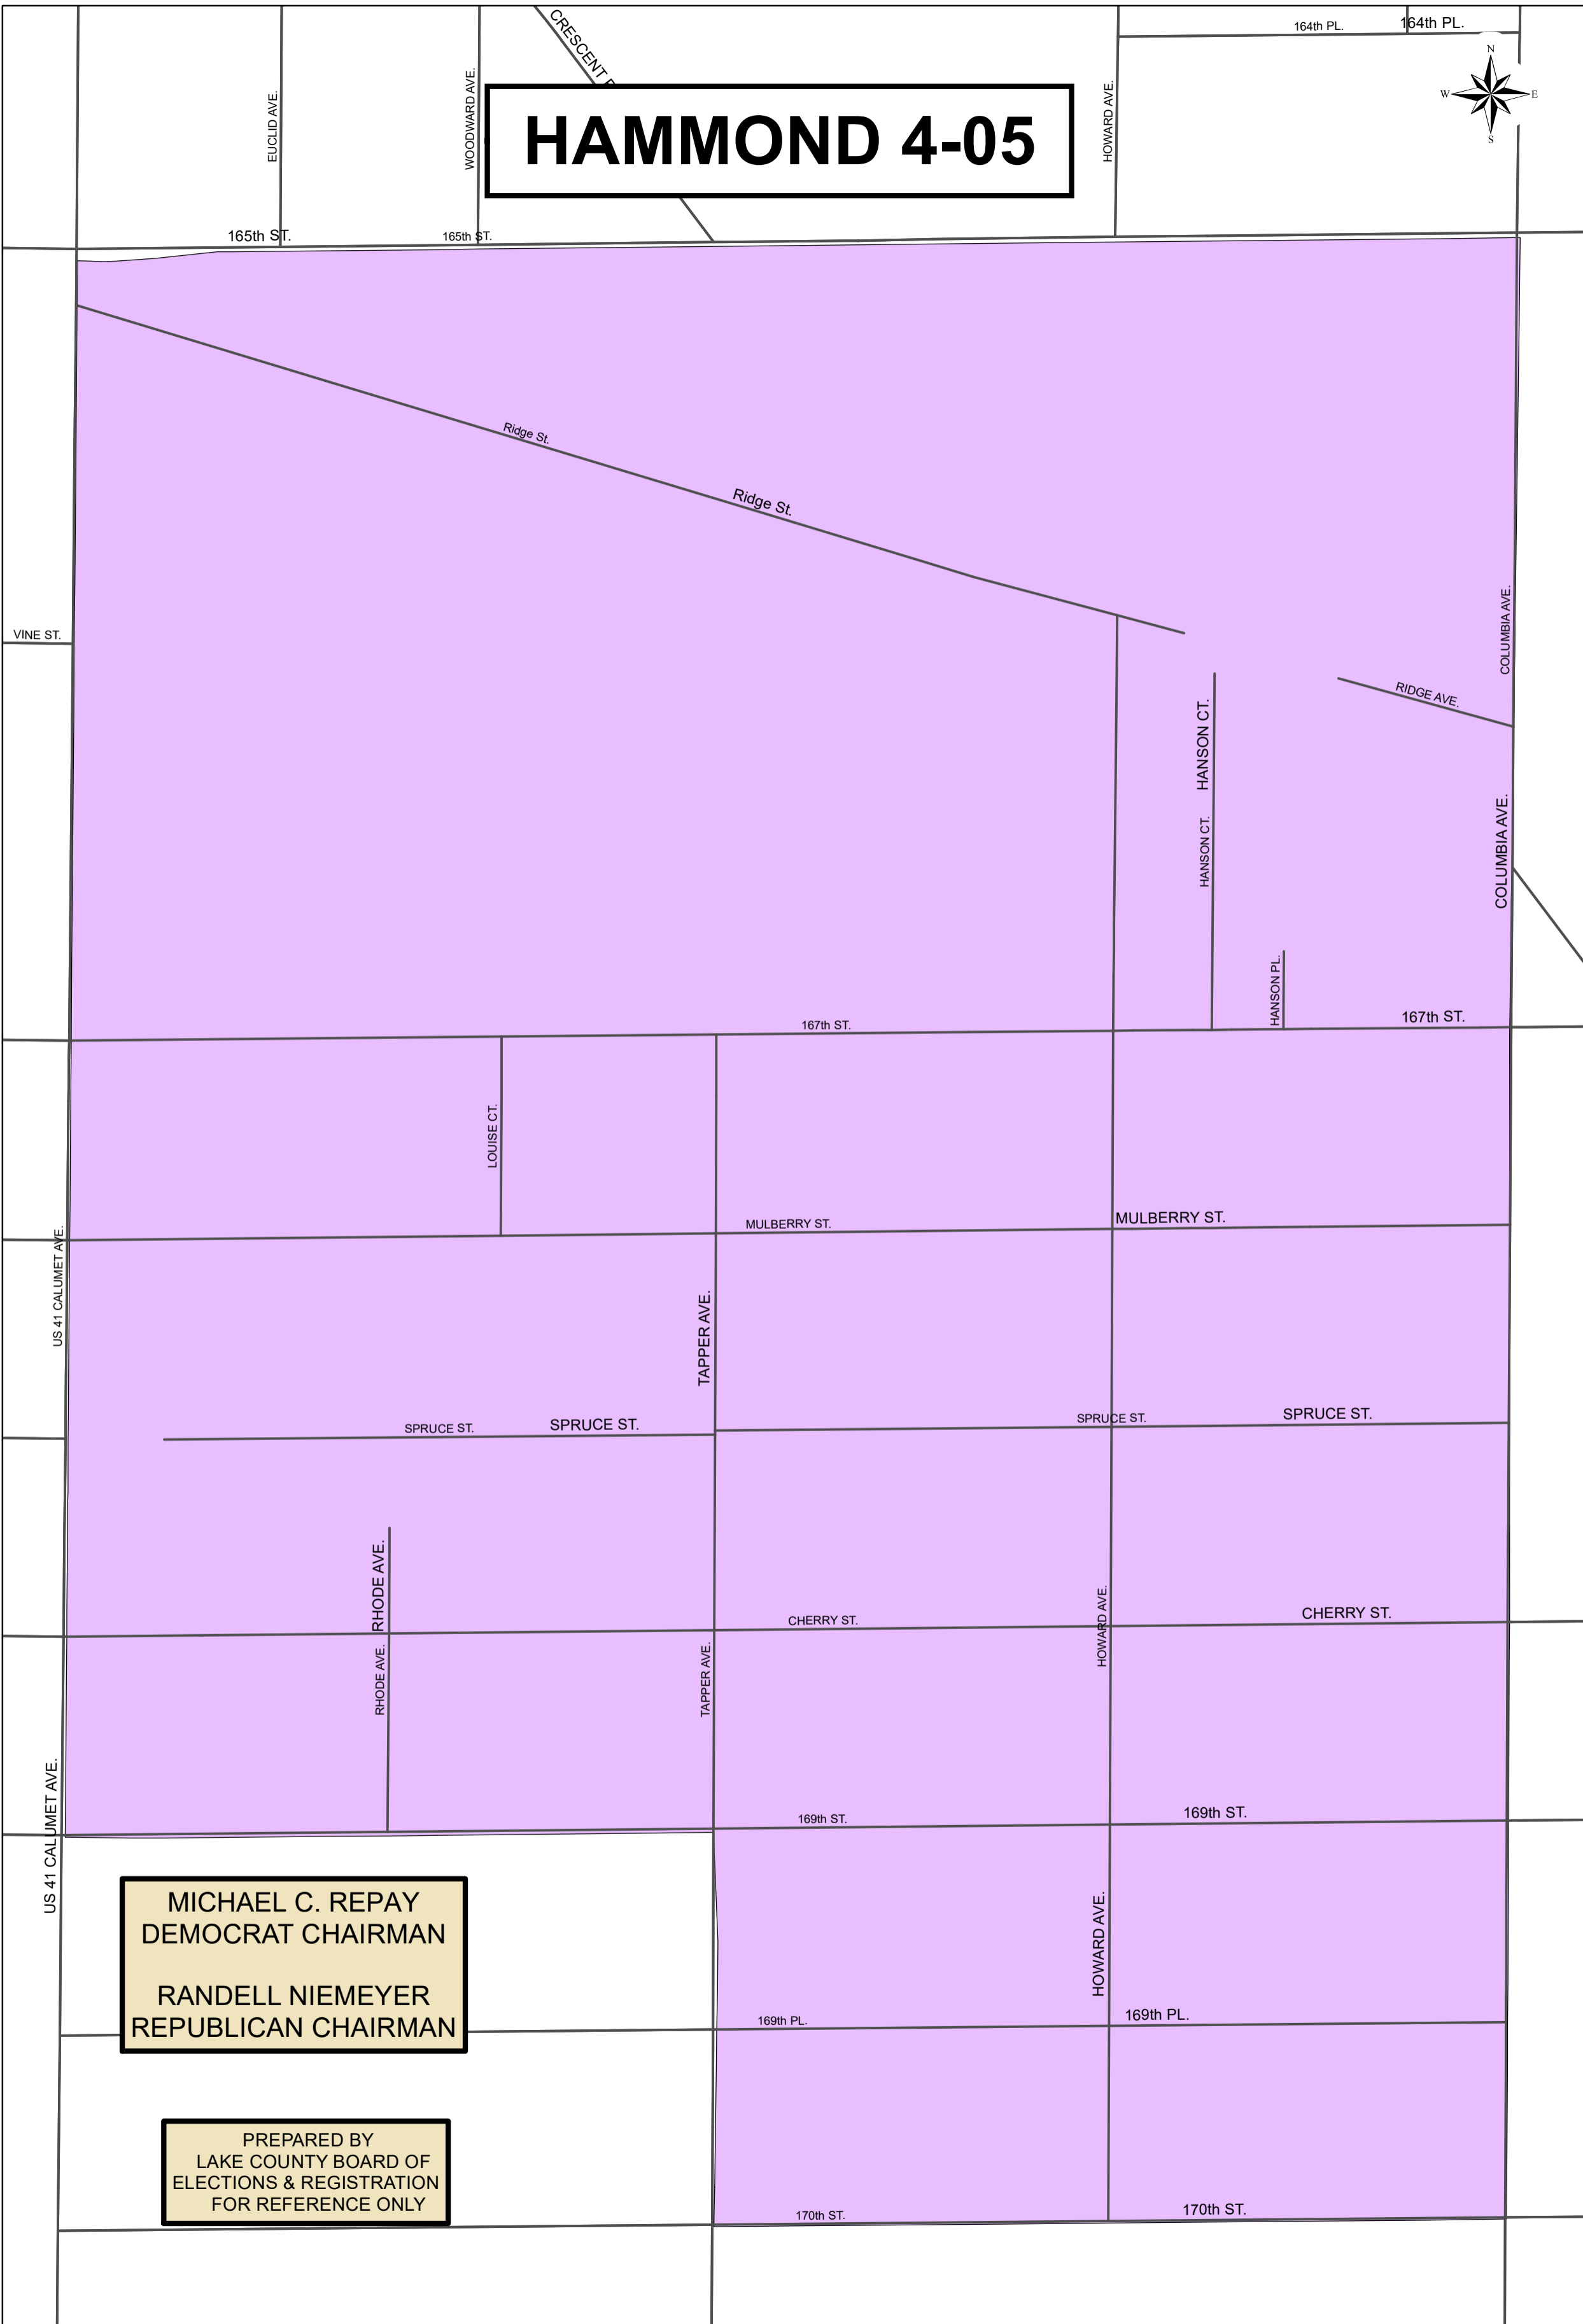 164th PL.
164th PL.
CRESCENT
N
W
E
S
EUCLID AVE.
WOODWARD AVE.
HOWARD AVE.
HAMMOND 4-05
165th ST.
165th ST.
Ridge St.
Ridge St.
VINE ST.
COLUMBIA AVE.
RIDGE AVE.
HANSON CT.
HANSON CT.
COLUMBIA AVE.
HANSON PL.
167th ST.
167th ST.
LOUISE CT.
MULBERRY ST.
MULBERRY ST.
US 41 CALUMET AVE.
TAPPER AVE.
SPRUCE ST.
SPRUCE ST.
SPRUCE ST.
SPRUCE ST.
RHODE AVE.
RHODE AVE.
CHERRY ST.
CHERRY ST.
HOWARD AVE.
TAPPER AVE.
US 41 CALUMET AVE.
169th ST.
169th ST.
MICHAEL C. REPAY
DEMOCRAT CHAIRMAN
RANDELL NIEMEYER
REPUBLICAN CHAIRMAN
HOWARD AVE.
169th PL.
169th PL.
PREPARED BY
LAKE COUNTY BOARD OF
ELECTIONS & REGISTRATION
FOR REFERENCE ONLY
170th ST.
170th ST.